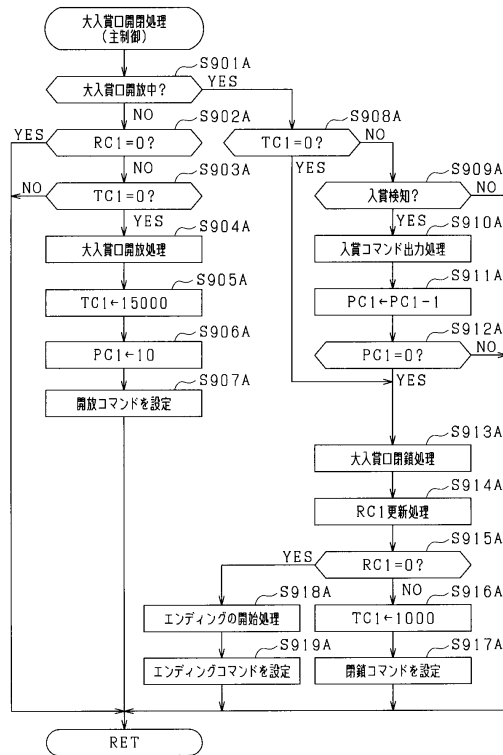 大入賞口開閉処理
(主制御)
S901A
大入賞口開放中?
YES
NO
S902A
RC1=0?
YES
NO
S903A
TC1=0?
NO
YES
S904A
大入賞口開放処理
S905A
TC1←15000
S906A
PC1←10
S907A
開放コマンドを設定
S908A
TC1=0?
NO
YES
S909A
入賞検知?
NO
YES
S910A
入賞コマンド出力処理
S911A
PC1←PC1-1
S912A
PC1=0?
NO
YES
S913A
大入賞口閉鎖処理
S914A
RC1更新処理
S915A
RC1=0?
YES
NO
S916A
TC1←1000
S917A
閉鎖コマンドを設定
S918A
エンディングの開始処理
S919A
エンディングコマンドを設定
RET